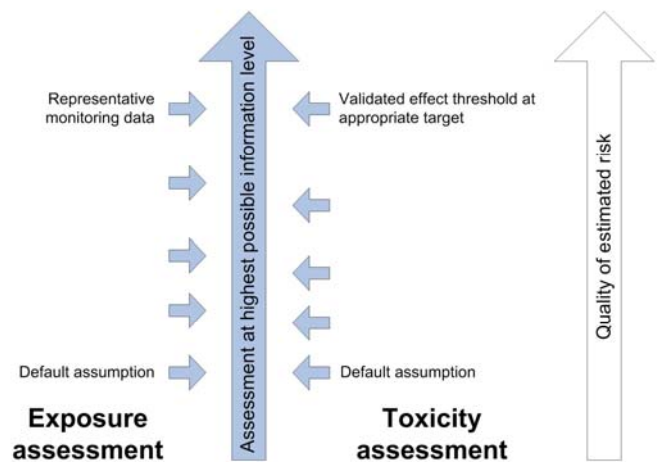 Representative
monitoring data
Assessment at highest possible information level
Validated effect threshold at
appropriate target
Quality of estimated risk
Default assumption
Default assumption
Exposure
assessment
Toxicity
assessment